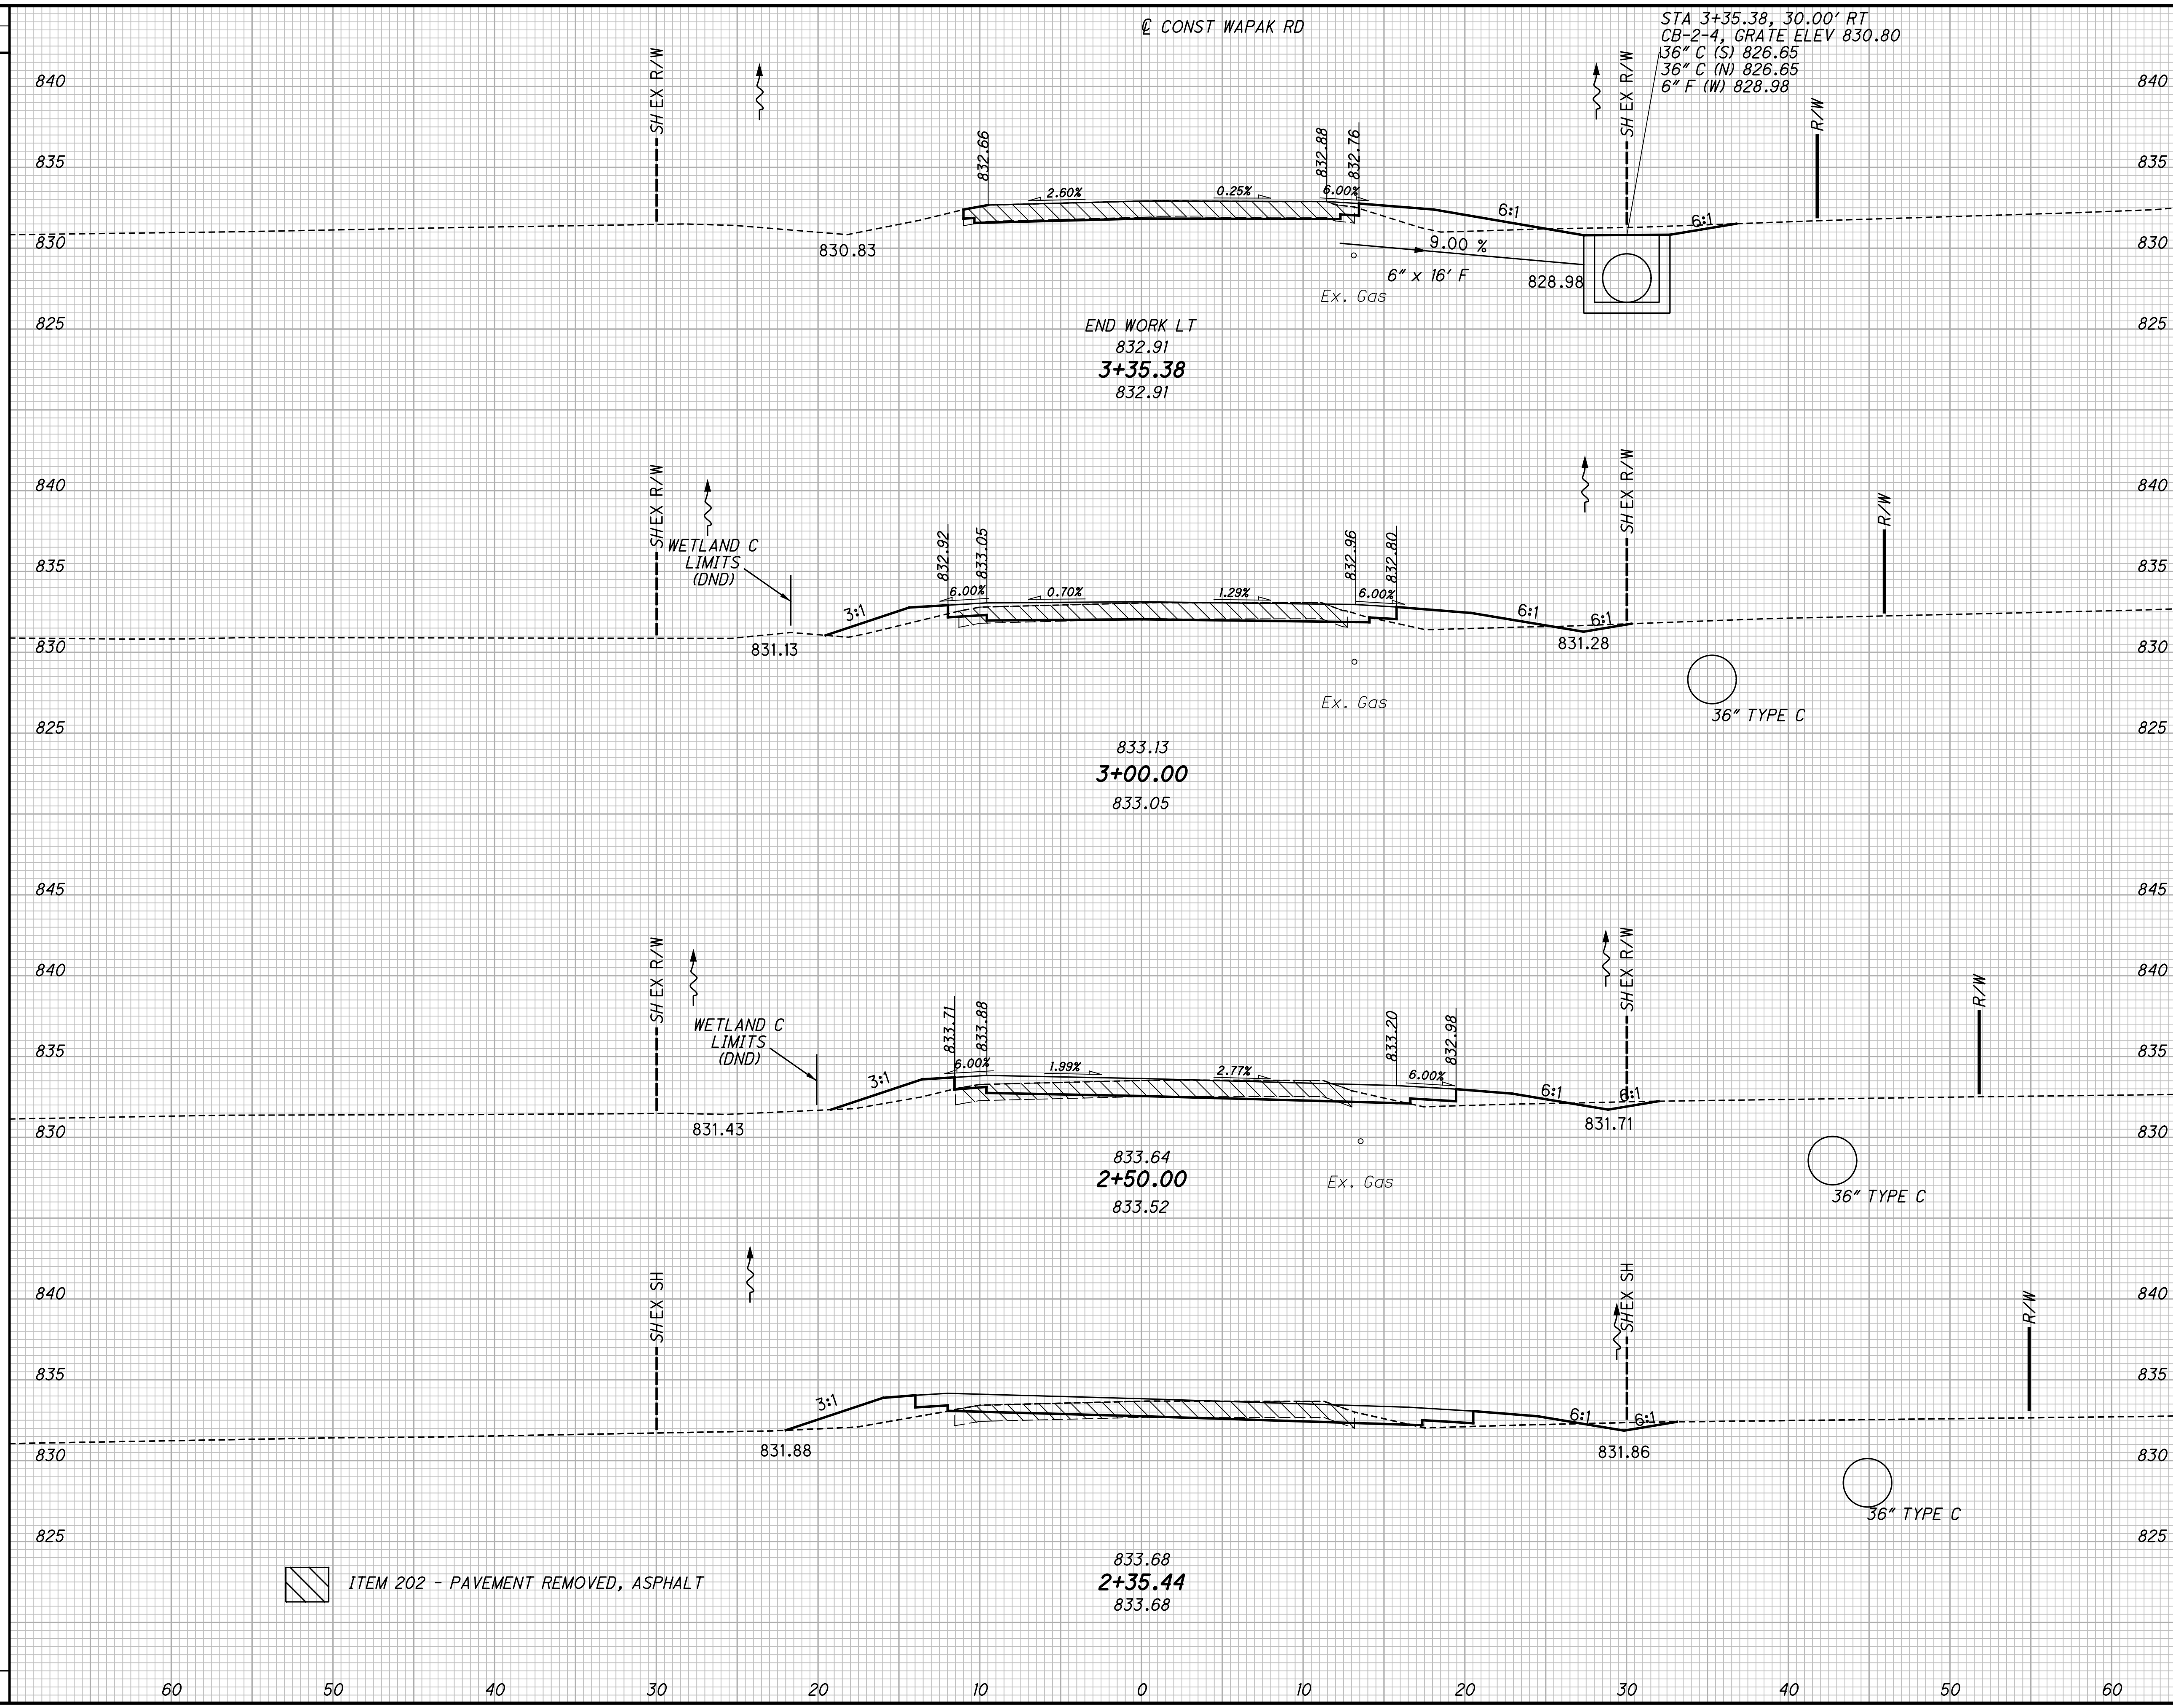 ℄ CONST WAPAK RD
STA 3+35.38, 30.00' RT
CB-2-4, GRATE ELEV 830.80
36" C (S) 826.65
36" C (N) 826.65
6" F (W) 828.98
SH EX R/W
SH EX R/W
R/W
840
840
835
835
832.66
832.88
832.76
2.60%
0.25%
6.00%
6:1
6:1
830
830
830.83
9.00 %
6" x 16' F
828.98
Ex. Gas
825
825
END WORK LT
832.91
3+35.38
832.91
SH EX R/W
SH EX R/W
R/W
840
840
WETLAND C
LIMITS
(DND)
835
835
832.92
833.05
832.96
832.80
3:1
6.00%
0.70%
1.29%
6.00%
6:1
6:1
830
830
831.13
831.28
Ex. Gas
36" TYPE C
825
825
833.13
3+00.00
833.05
845
845
SH EX R/W
SH EX R/W
R/W
840
840
WETLAND C
LIMITS
(DND)
835
835
833.71
833.88
833.20
832.98
3:1
6.00%
1.99%
2.77%
6.00%
6:1
6:1
830
830
831.43
831.71
833.64
2+50.00
833.52
Ex. Gas
36" TYPE C
SH EX SH
SH EX SH
R/W
840
840
835
835
3:1
6:1
6:1
830
830
831.88
831.86
36" TYPE C
825
825
833.68
2+35.44
833.68
ITEM 202 - PAVEMENT REMOVED, ASPHALT
60 50 40 30 20 10 0 10 20 30 40 50 60